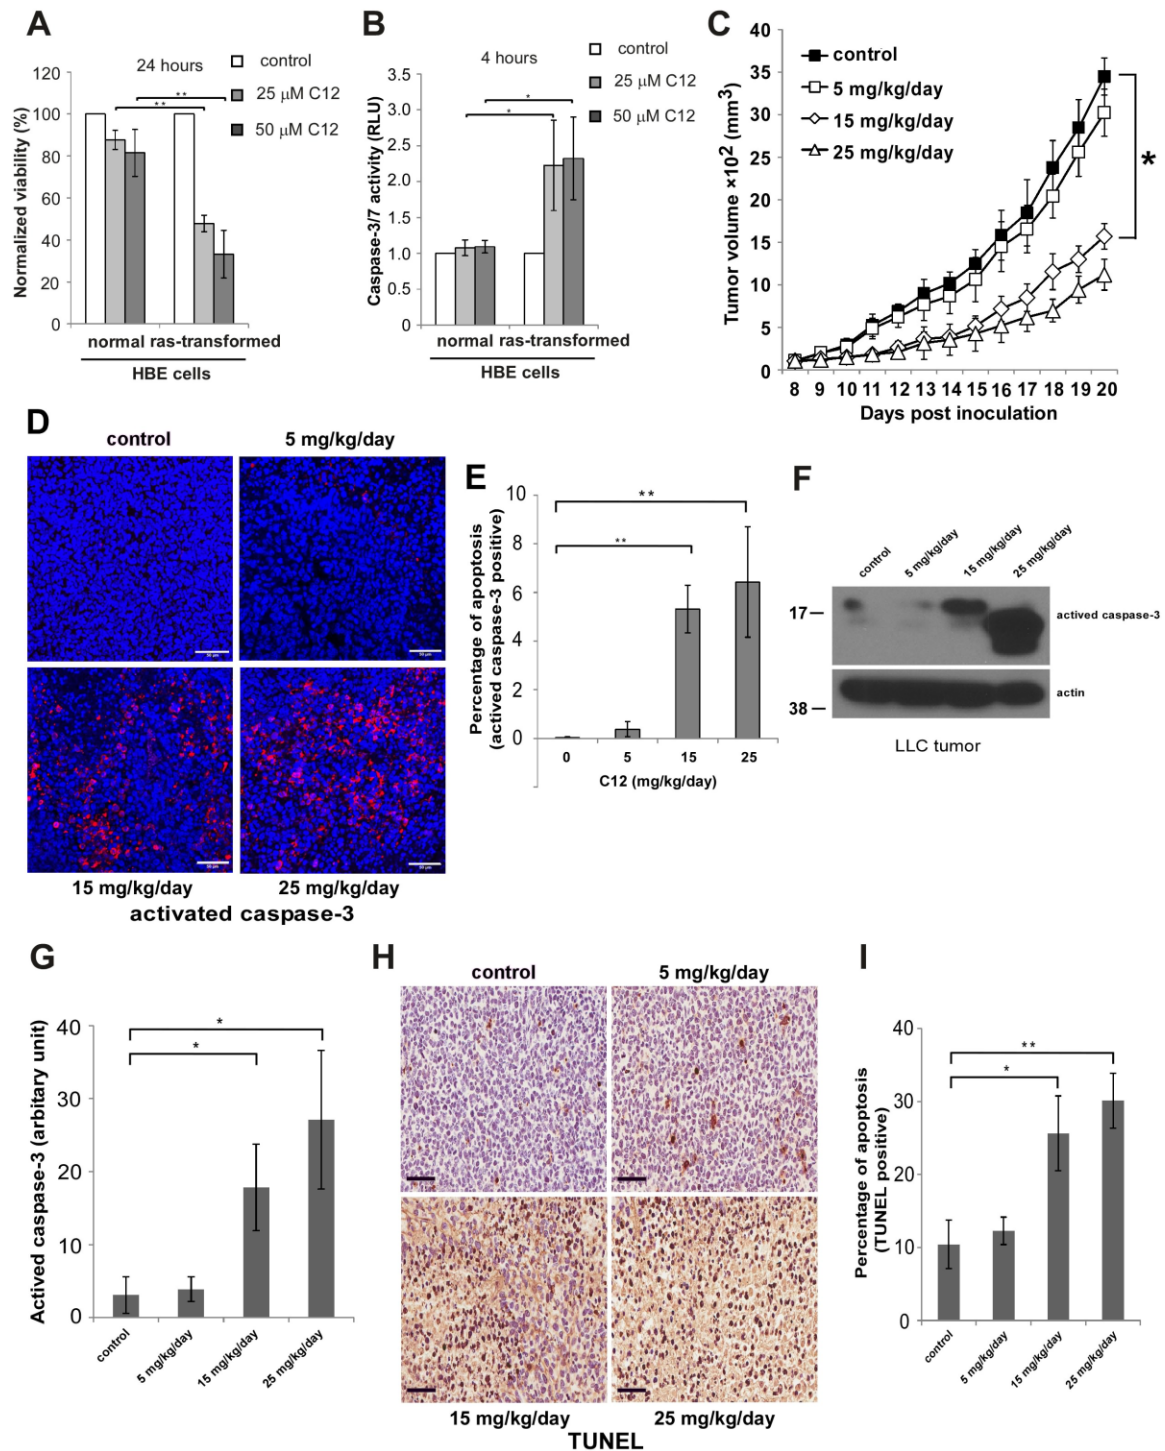 A
24 hours
control
25 µM C12
50 µM C12
Normalized viability (%)
120
100
80
60
40
20
0
**
**
normal ras-transformed
HBE cells
B
4 hours
control
25 µM C12
50 µM C12
Caspase-3/7 activity (RLU)
3.5
3.0
2.5
2.0
1.5
1.0
0.5
0
*
*
normal ras-transformed
HBE cells
C
control
5 mg/kg/day
15 mg/kg/day
25 mg/kg/day
Tumor volume ×10² (mm³)
40
35
30
25
20
15
10
5
0
*
8 9 10 11 12 13 14 15 16 17 18 19 20
Days post inoculation
D
control
5 mg/kg/day
15 mg/kg/day
25 mg/kg/day
activated caspase-3
E
Percentage of apoptosis
(actived caspase-3 positive)
10
8
6
4
2
0
**
**
0 5 15 25
C12 (mg/kg/day)
F
control
5 mg/kg/day
15 mg/kg/day
25 mg/kg/day
17
actived caspase-3
actin
38
LLC tumor
G
Actived caspase-3 (arbitary unit)
40
30
20
10
0
*
*
control
5 mg/kg/day
15 mg/kg/day
25 mg/kg/day
H
control
5 mg/kg/day
15 mg/kg/day
25 mg/kg/day
TUNEL
I
Percentage of apoptosis
(TUNEL positive)
40
30
20
10
0
**
*
control
5 mg/kg/day
15 mg/kg/day
25 mg/kg/day